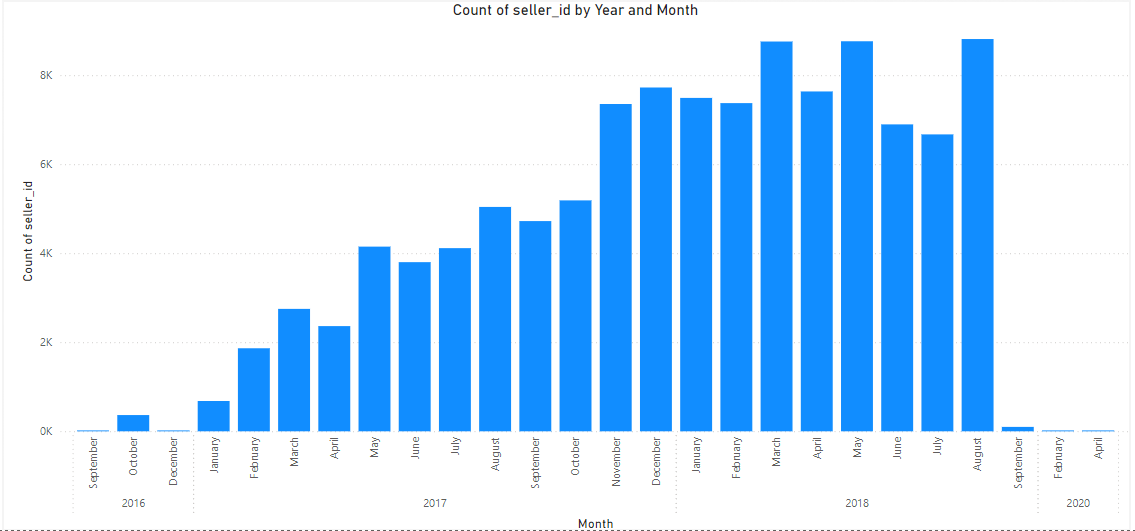 Count of seller_id by Year and Month
Count of seller_id
8K
6K
4K
2K
0K
September
October
December
January
February
March
April
May
June
July
August
September
October
November
December
January
February
March
April
May
June
July
August
September
February
April
2016
2017
2018
2020
Month